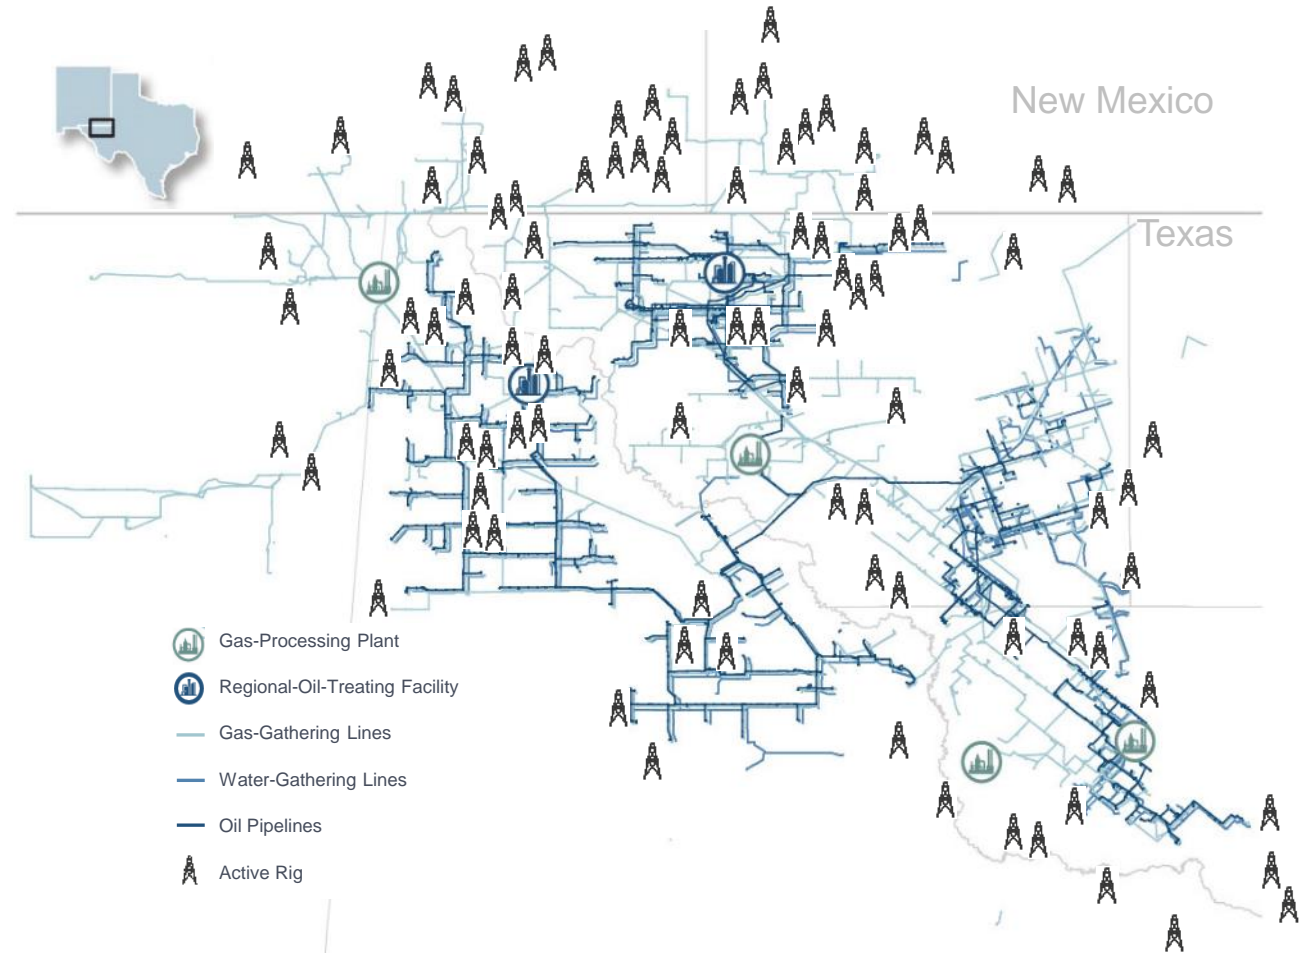 New Mexico
Texas
Gas-Processing Plant
Regional-Oil-Treating Facility
Gas-Gathering Lines
Water-Gathering Lines
Oil Pipelines
Active Rig